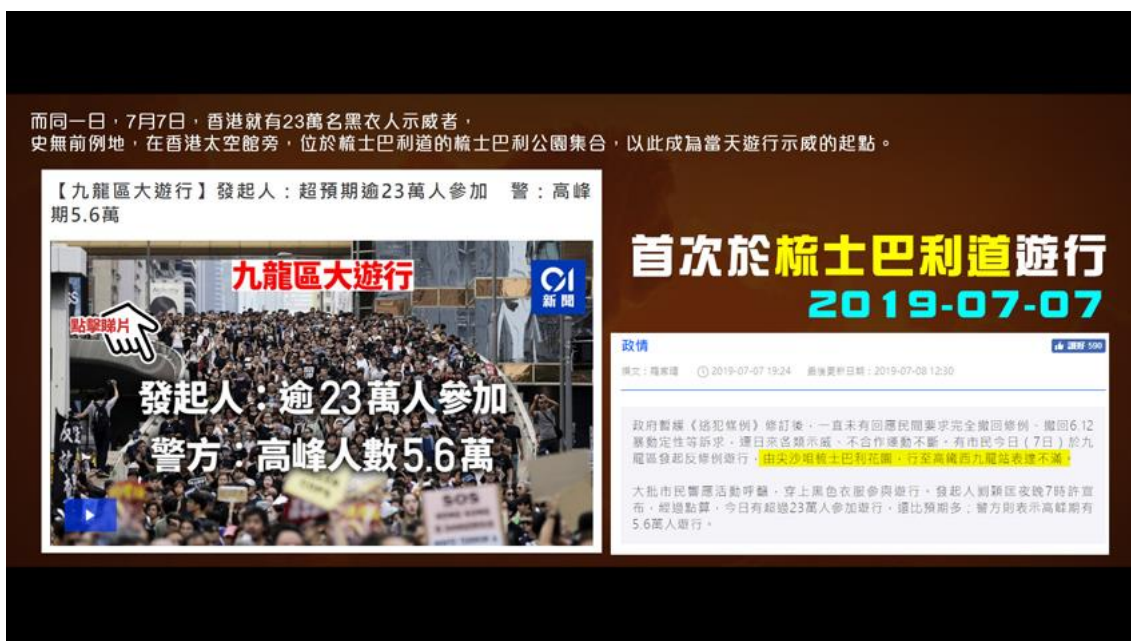 而同一日，7月7日，香港就有23萬名黑衣人示威者，
史無前例地，在香港太空館旁，位於梳士巴利道的梳士巴利公園集合，以此成為當天遊行示威的起點。
【九龍區大遊行】發起人：超預期逾23萬人參加 警：高峰
期5.6萬
九龍區大遊行
01
新聞
點擊睇片
發起人：逾23萬人參加
警方：高峰人數5.6萬
SOS
首次於梳士巴利道遊行
2019-07-07
政情
讚好 590
撰文：羅家晴 2019-07-07 19:24 最後更新日期：2019-07-08 12:30
政府暫緩《逃犯條例》修訂後，一直未有回應民間要求完全撤回修例、撤回6.12
暴動定性等訴求，連日來各類示威、不合作運動不斷。有市民今日（7日）於九
龍區發起反修例遊行，由尖沙咀梳士巴利花園，行至高鐵西九龍站表達不滿。
大批市民響應活動呼籲，穿上黑色衣服參與遊行。發起人劉穎匡夜晚7時許宣
布，經過點算，今日有超過23萬人參加遊行，遠比預期多；警方則表示高峰期有
5.6萬人遊行。